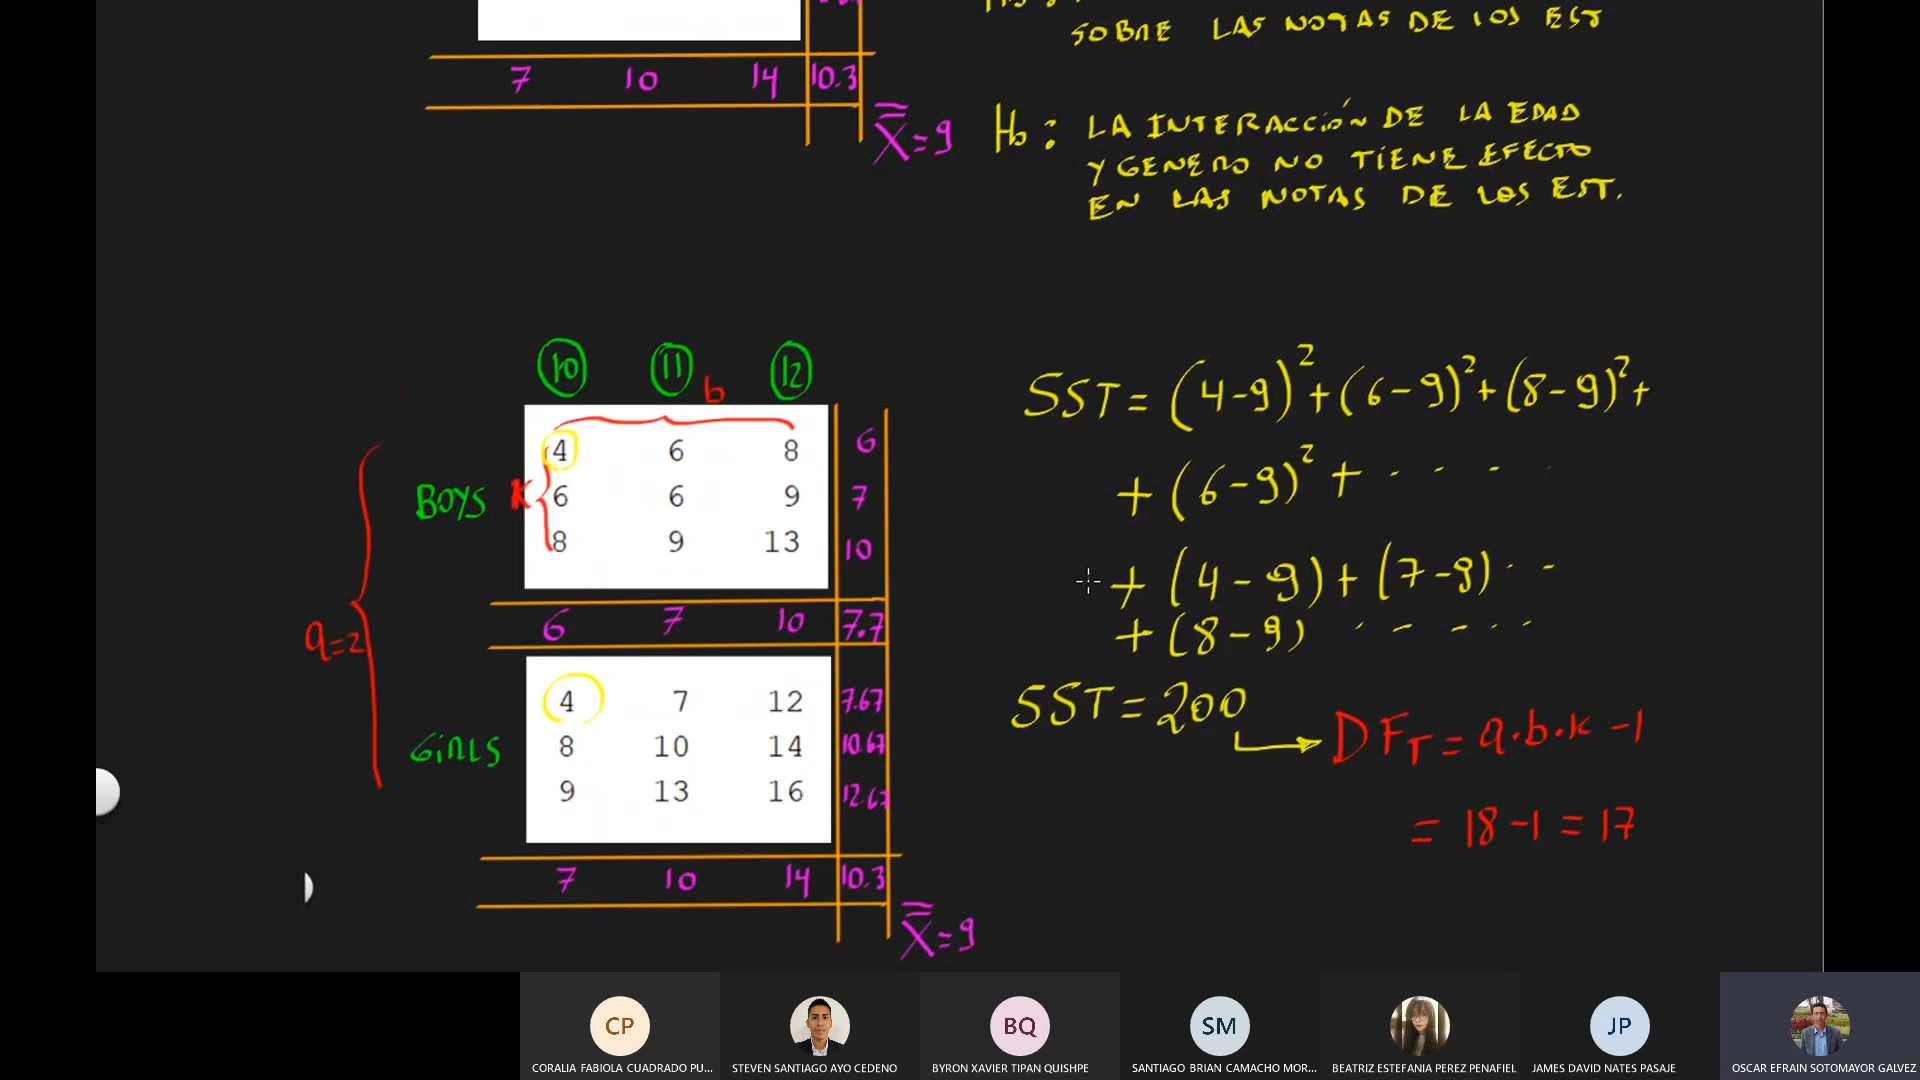 SOBRE LAS NOTAS DE LOS EST
7 10 14 10.3
X=9
Ho: LA INTERACCIÓN DE LA EDAD
Y GENERO NO TIENE EFECTO
EN LAS NOTAS DE LOS EST.
10 11 12
b
4 6 8 6
BOYS K 6 6 9 7
8 9 13 10
6 7 10 7.7
a=2
4 7 12 7.67
GIRLS 8 10 14 10.67
9 13 16 12.67
7 10 14 10.3
X=9
SST = (4-9)²+(6-9)²+(8-9)²+
+ (6-9)² + . . . .
+ (4-9)+(7-9) . . -
+ (8-9) . - - . .
SST = 200
DFT = a.b.k -1
= 18-1 = 17
CP BQ SM JP
CORALIA FABIOLA CUADRADO PU... STEVEN SANTIAGO AYO CEDENO BYRON XAVIER TIPAN QUISHPE SANTIAGO BRIAN CAMACHO MOR... BEATRIZ ESTEFANIA PEREZ PENAFIEL JAMES DAVID NATES PASAJE OSCAR EFRAIN SOTOMAYOR GALVEZ